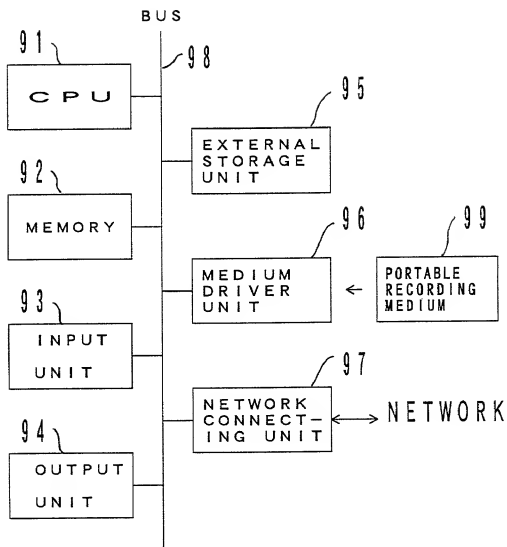 BUS
91
98
CPU
95
EXTERNAL
STORAGE
UNIT
92
MEMORY
96
99
MEDIUM
DRIVER
UNIT
PORTABLE
RECORDING
MEDIUM
93
INPUT
UNIT
97
NETWORK
CONNECT-
ING UNIT
NETWORK
94
OUTPUT
UNIT